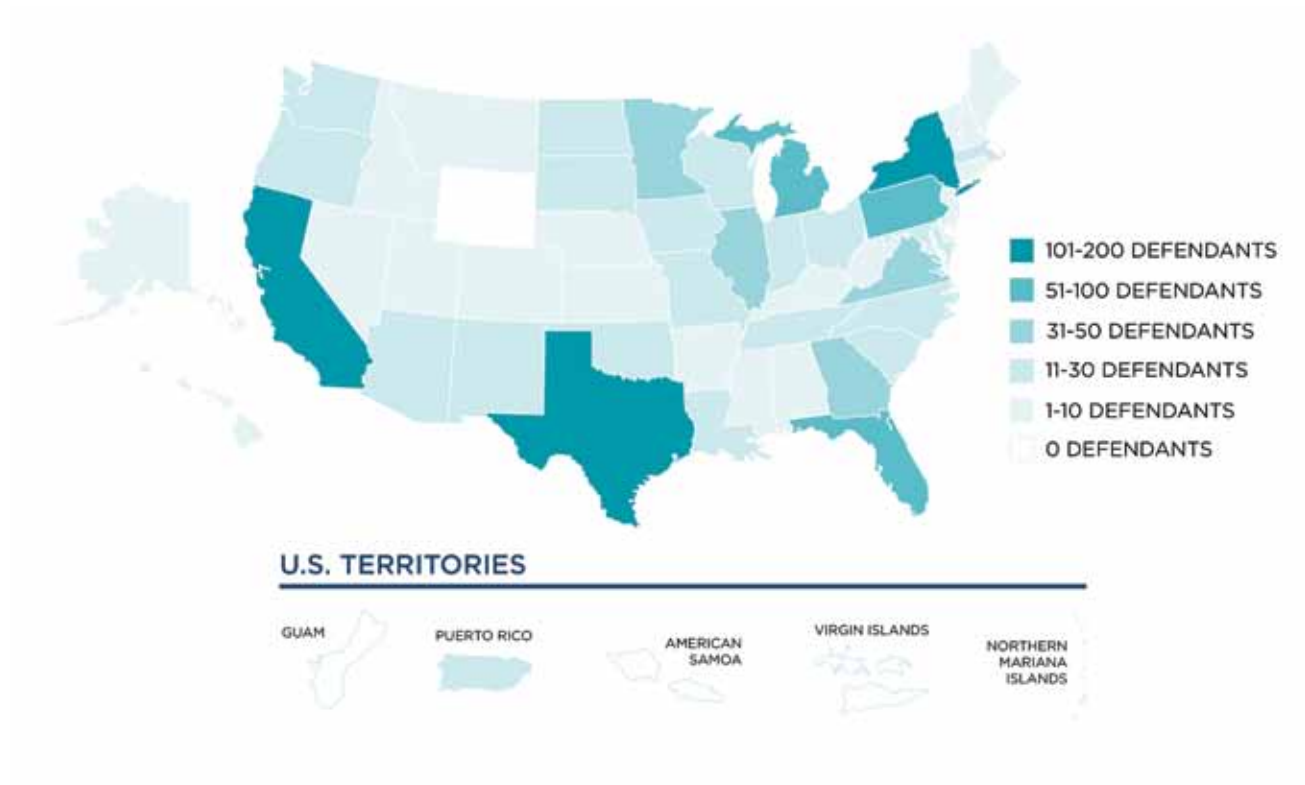 101-200 DEFENDANTS
51-100 DEFENDANTS
31-50 DEFENDANTS
11-30 DEFENDANTS
1-10 DEFENDANTS
0 DEFENDANTS
U.S. TERRITORIES
GUAM
PUERTO RICO
AMERICAN
SAMOA
VIRGIN ISLANDS
NORTHERN
MARIANA
ISLANDS